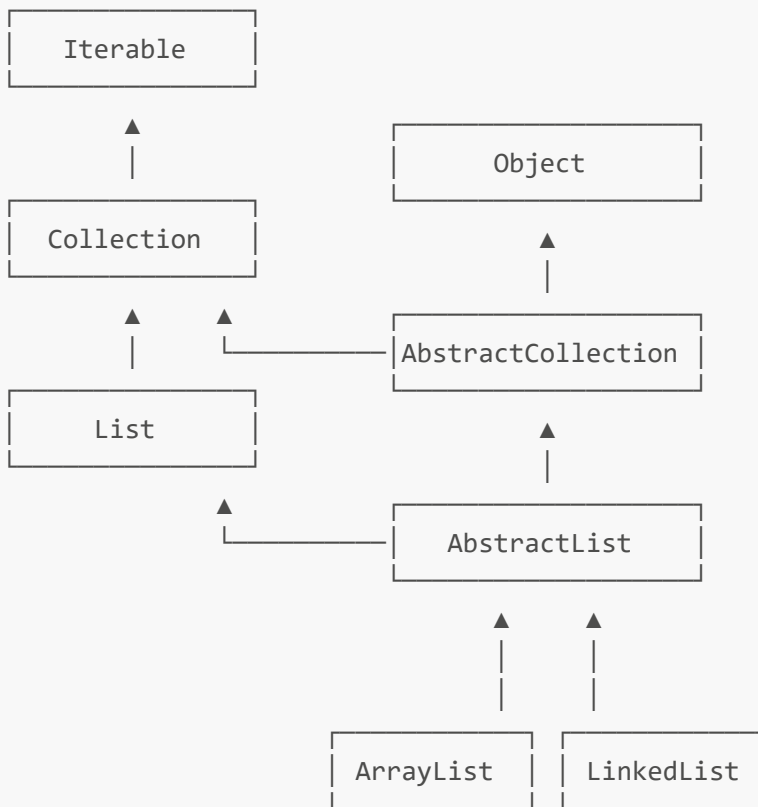 Iterable
Object
Collection
AbstractCollection
List
AbstractList
ArrayList
LinkedList